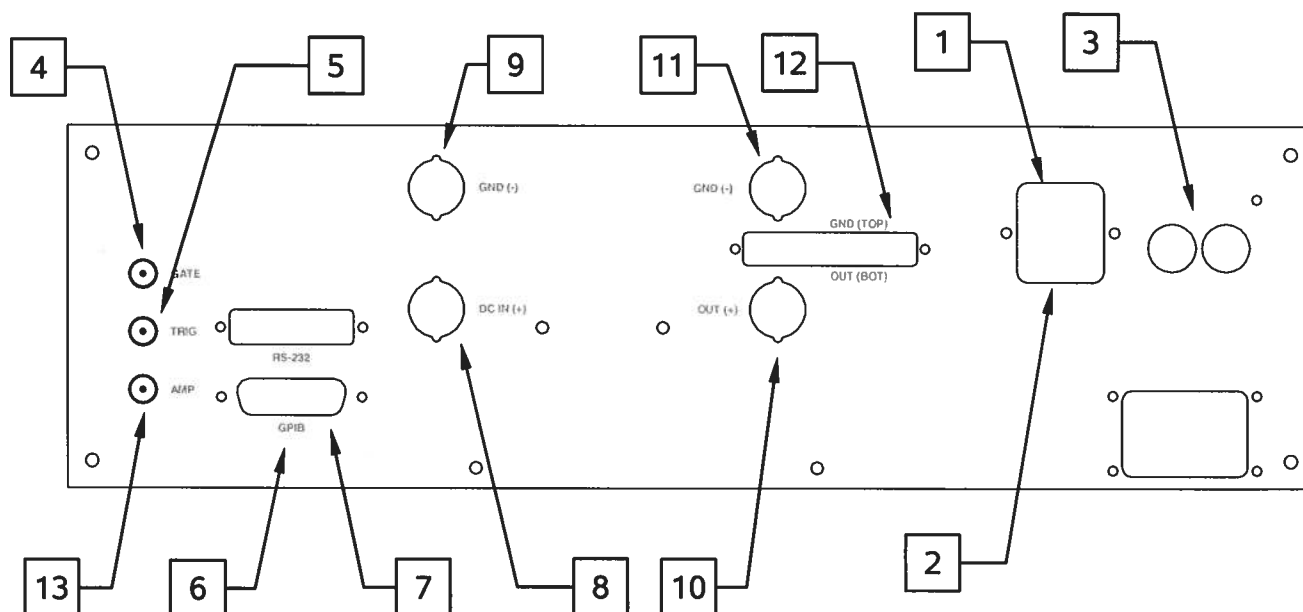 4
5
9
11
12
1
3
GND (-)
GND (-)
GND (TOP)
OUT (BOT)
GATE
TRIG
AMP
RS-232
GPIB
DC IN (+)
OUT (+)
13
6
7
8
10
2